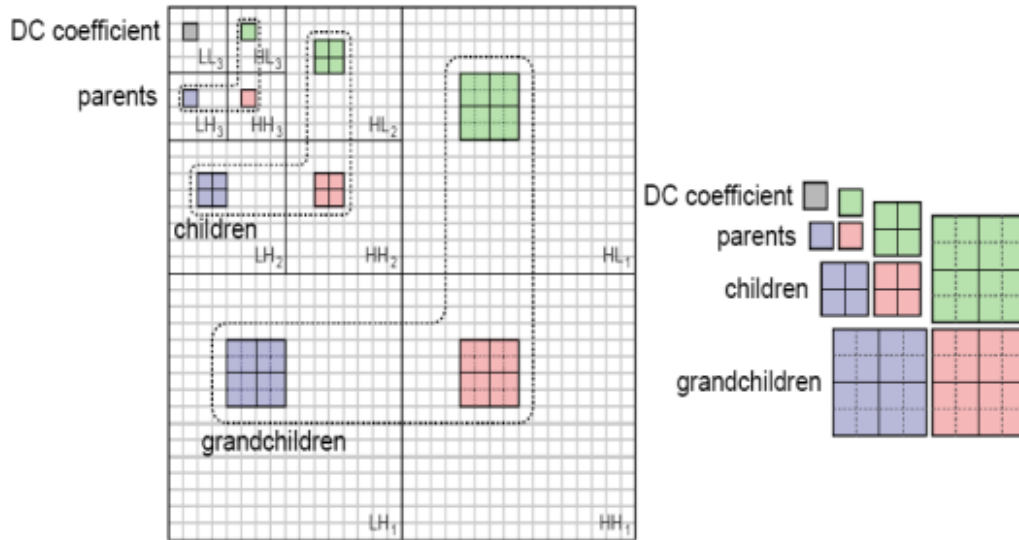 DC coefficient
LL3 HL3
parents
LH3 HH3 HL2
children
LH2 HH2 HL1
grandchildren
LH1 HH1
DC coefficient
parents
children
grandchildren